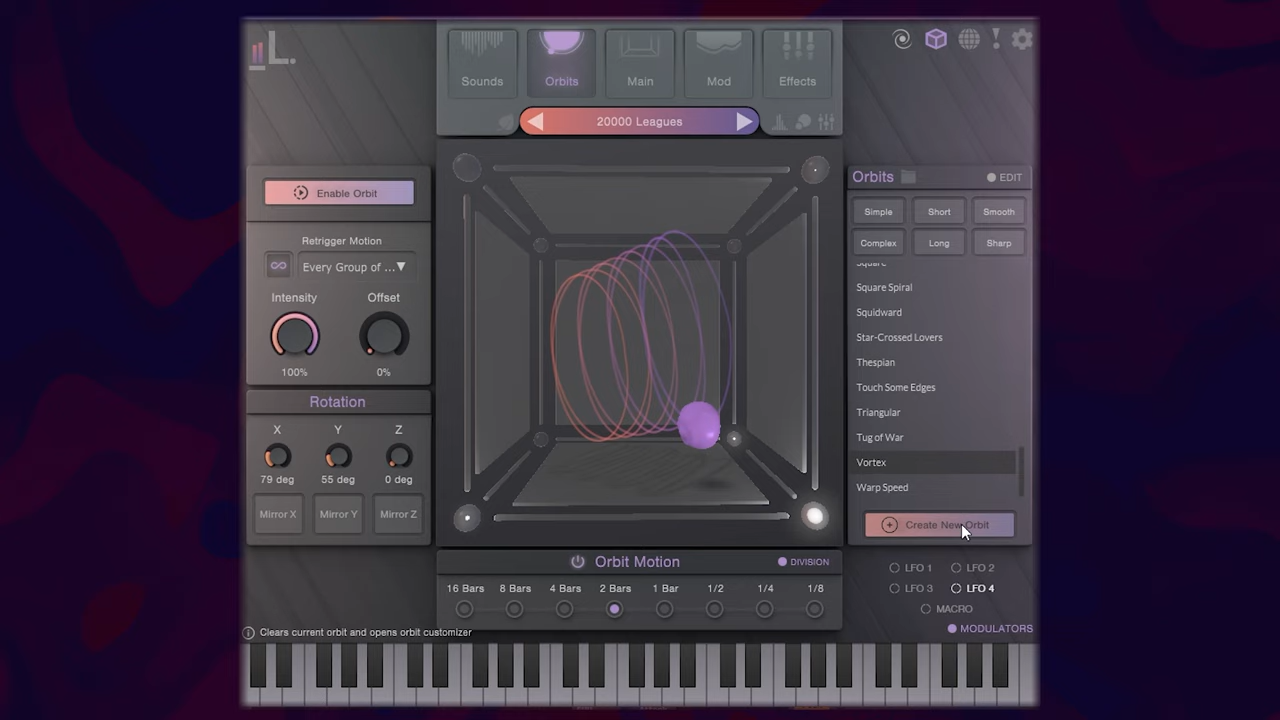 L.
Sounds
Orbits
Main
Mod
Effects
20000 Leagues
Enable Orbit
Retrigger Motion
Every Group of ...
Intensity
Offset
100%
0%
Rotation
X
Y
Z
79 deg
55 deg
0 deg
Mirror X
Mirror Y
Mirror Z
Orbits
EDIT
Simple
Short
Smooth
Complex
Long
Sharp
Square
Square Spiral
Squidward
Star-Crossed Lovers
Thespian
Touch Some Edges
Triangular
Tug of War
Vortex
Warp Speed
Create New Orbit
Orbit Motion
DIVISION
16 Bars
8 Bars
4 Bars
2 Bars
1 Bar
1/2
1/4
1/8
LFO 1
LFO 2
LFO 3
LFO 4
MACRO
MODULATORS
Clears current orbit and opens orbit customizer